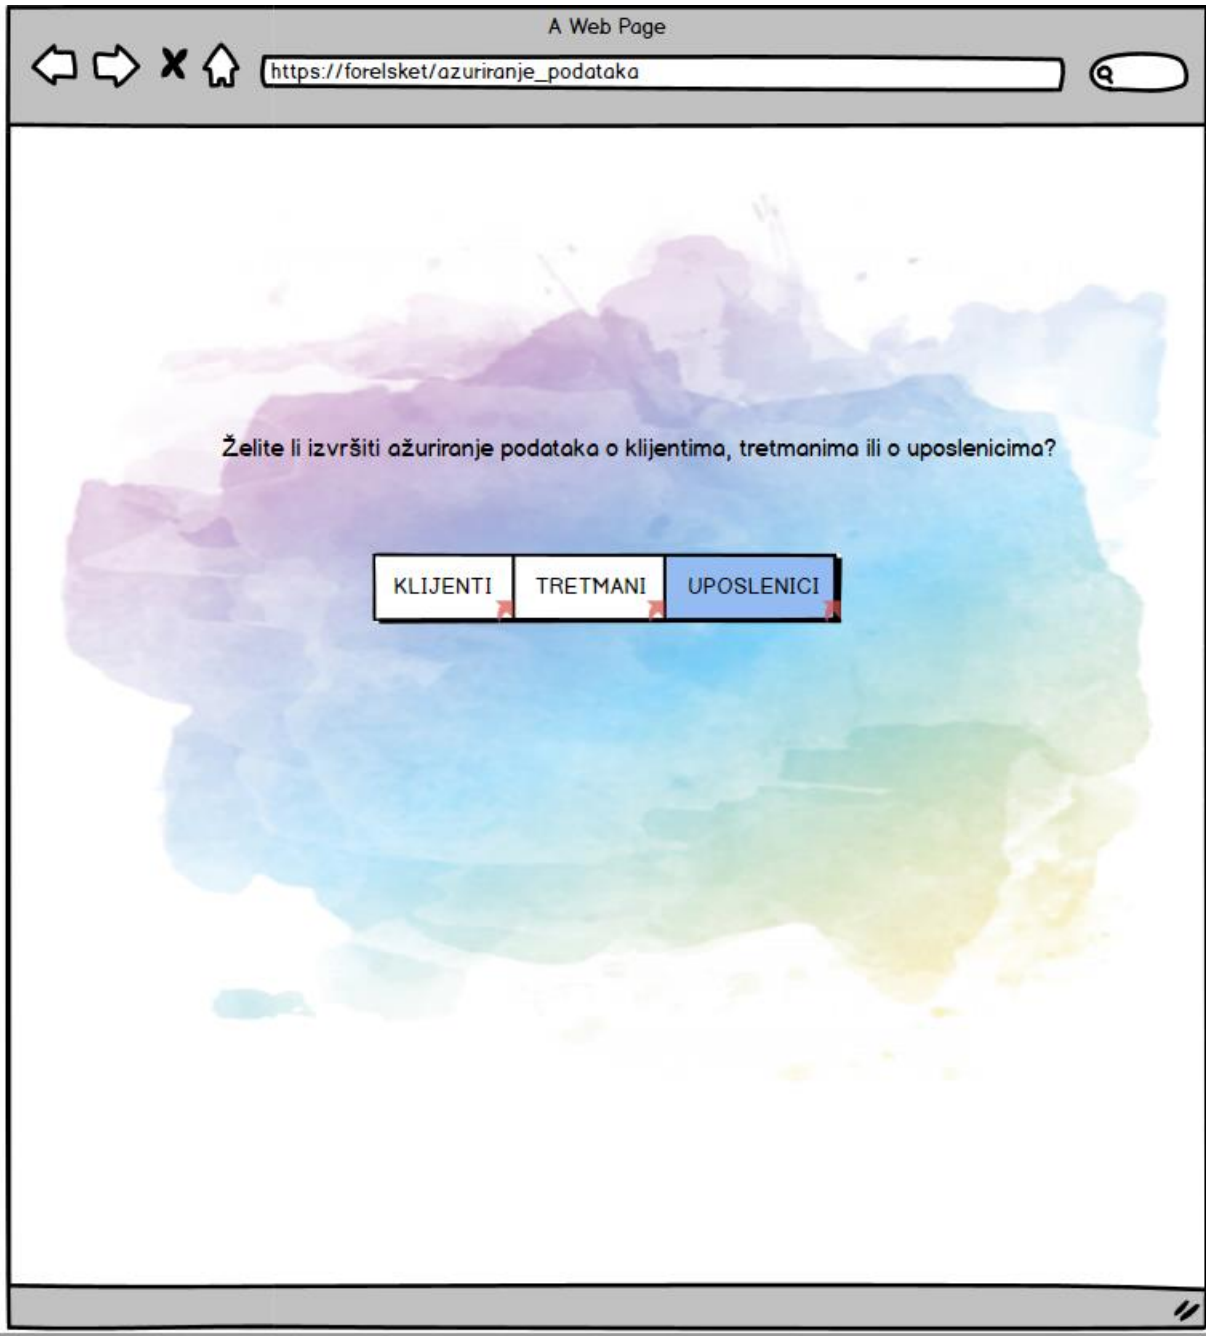 A Web Page
https://forelsket/azuriranje_podataka
Želite li izvršiti ažuriranje podataka o klijentima, tretmanima ili o uposlenicima?
KLIJENTI TRETMANI UPOSLENICI